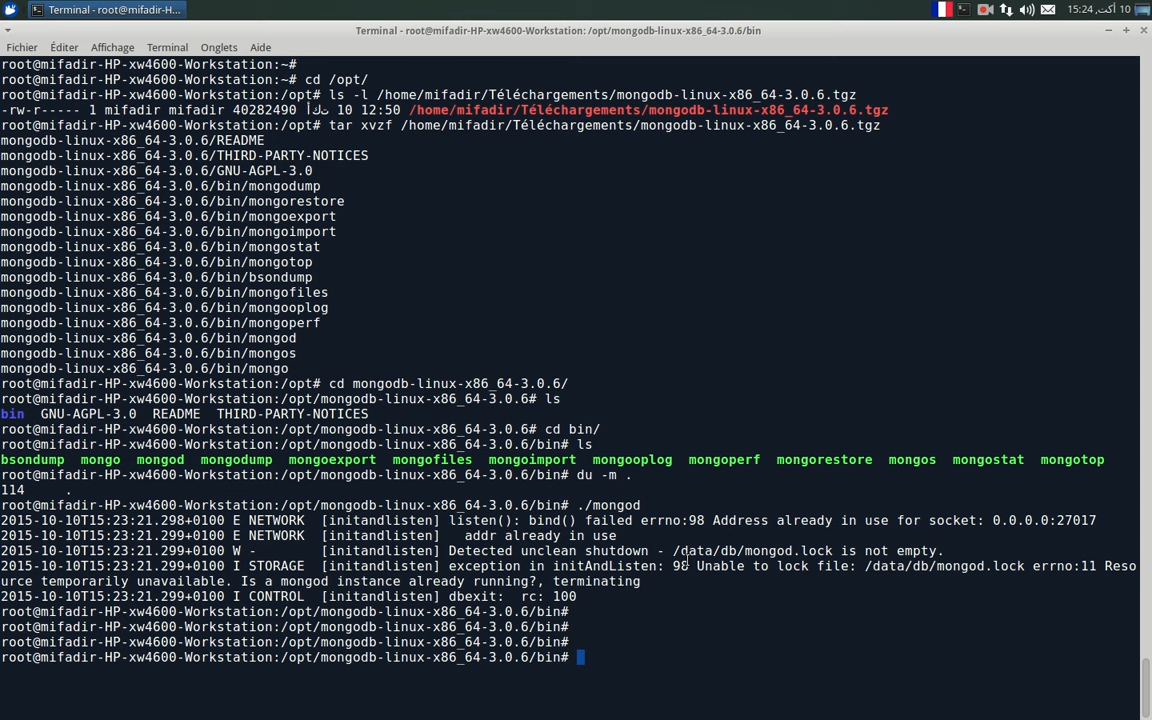 Terminal - root@mifadir-H...
15:24 ,أكت 10
Terminal - root@mifadir-HP-xw4600-Workstation: /opt/mongodb-linux-x86_64-3.0.6/bin
Fichier Éditer Affichage Terminal Onglets Aide
root@mifadir-HP-xw4600-Workstation:~#
root@mifadir-HP-xw4600-Workstation:~# cd /opt/
root@mifadir-HP-xw4600-Workstation:/opt# ls -l /home/mifadir/Téléchargements/mongodb-linux-x86_64-3.0.6.tgz
-rw-r----- 1 mifadir mifadir 40282490 أكت 10 12:50 /home/mifadir/Téléchargements/mongodb-linux-x86_64-3.0.6.tgz
root@mifadir-HP-xw4600-Workstation:/opt# tar xvzf /home/mifadir/Téléchargements/mongodb-linux-x86_64-3.0.6.tgz
mongodb-linux-x86_64-3.0.6/README
mongodb-linux-x86_64-3.0.6/THIRD-PARTY-NOTICES
mongodb-linux-x86_64-3.0.6/GNU-AGPL-3.0
mongodb-linux-x86_64-3.0.6/bin/mongodump
mongodb-linux-x86_64-3.0.6/bin/mongorestore
mongodb-linux-x86_64-3.0.6/bin/mongoexport
mongodb-linux-x86_64-3.0.6/bin/mongoimport
mongodb-linux-x86_64-3.0.6/bin/mongostat
mongodb-linux-x86_64-3.0.6/bin/mongotop
mongodb-linux-x86_64-3.0.6/bin/bsondump
mongodb-linux-x86_64-3.0.6/bin/mongofiles
mongodb-linux-x86_64-3.0.6/bin/mongooplog
mongodb-linux-x86_64-3.0.6/bin/mongoperf
mongodb-linux-x86_64-3.0.6/bin/mongod
mongodb-linux-x86_64-3.0.6/bin/mongos
mongodb-linux-x86_64-3.0.6/bin/mongo
root@mifadir-HP-xw4600-Workstation:/opt# cd mongodb-linux-x86_64-3.0.6/
root@mifadir-HP-xw4600-Workstation:/opt/mongodb-linux-x86_64-3.0.6# ls
bin GNU-AGPL-3.0 README THIRD-PARTY-NOTICES
root@mifadir-HP-xw4600-Workstation:/opt/mongodb-linux-x86_64-3.0.6# cd bin/
root@mifadir-HP-xw4600-Workstation:/opt/mongodb-linux-x86_64-3.0.6/bin# ls
bsondump mongo mongod mongodump mongoexport mongofiles mongoimport mongooplog mongoperf mongorestore mongos mongostat mongotop
root@mifadir-HP-xw4600-Workstation:/opt/mongodb-linux-x86_64-3.0.6/bin# du -m .
114 .
root@mifadir-HP-xw4600-Workstation:/opt/mongodb-linux-x86_64-3.0.6/bin# ./mongod
2015-10-10T15:23:21.298+0100 E NETWORK [initandlisten] listen(): bind() failed errno:98 Address already in use for socket: 0.0.0.0:27017
2015-10-10T15:23:21.299+0100 E NETWORK [initandlisten] addr already in use
2015-10-10T15:23:21.299+0100 W - [initandlisten] Detected unclean shutdown - /data/db/mongod.lock is not empty.
2015-10-10T15:23:21.299+0100 I STORAGE [initandlisten] exception in initAndListen: 98 Unable to lock file: /data/db/mongod.lock errno:11 Reso
urce temporarily unavailable. Is a mongod instance already running?, terminating
2015-10-10T15:23:21.299+0100 I CONTROL [initandlisten] dbexit: rc: 100
root@mifadir-HP-xw4600-Workstation:/opt/mongodb-linux-x86_64-3.0.6/bin#
root@mifadir-HP-xw4600-Workstation:/opt/mongodb-linux-x86_64-3.0.6/bin#
root@mifadir-HP-xw4600-Workstation:/opt/mongodb-linux-x86_64-3.0.6/bin#
root@mifadir-HP-xw4600-Workstation:/opt/mongodb-linux-x86_64-3.0.6/bin#